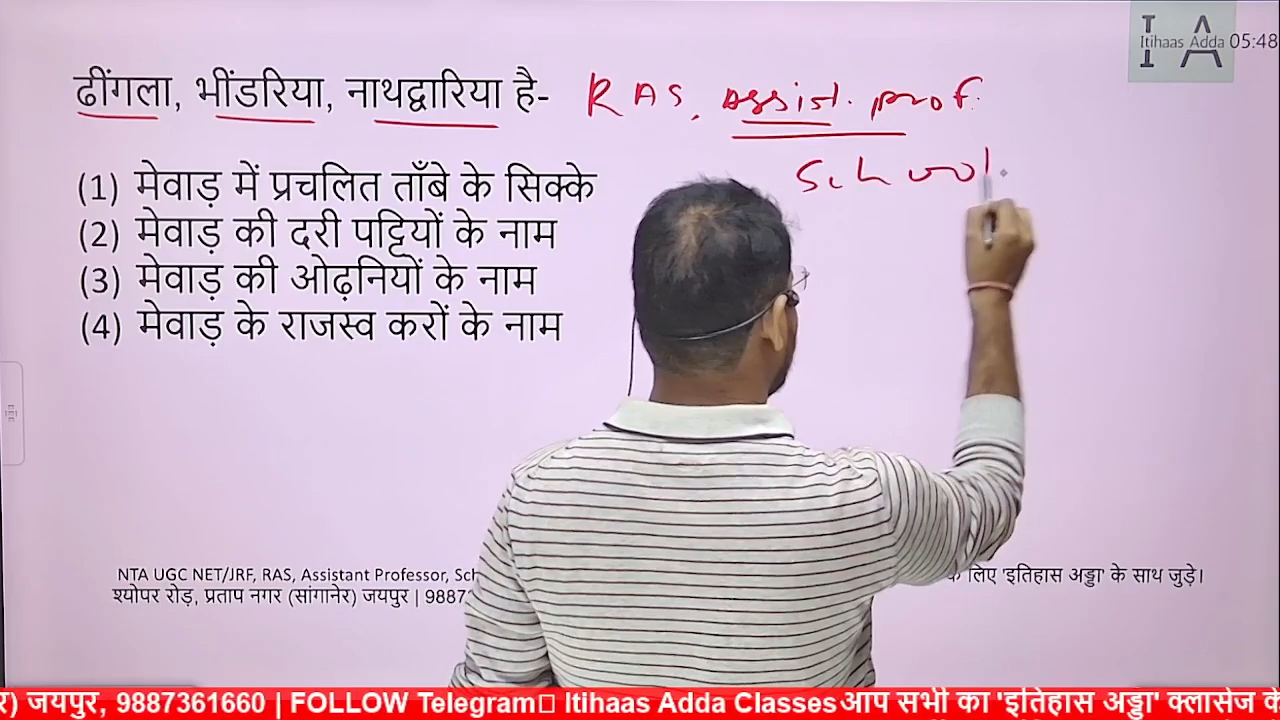 I A
Itihaas Adda 05:48
ढींगला, भींडरिया, नाथद्वारिया है- RAS, Assist. prof.
School
(1) मेवाड़ में प्रचलित ताँबे के सिक्के
(2) मेवाड़ की दरी पट्टियों के नाम
(3) मेवाड़ की ओढ़नियों के नाम
(4) मेवाड़ के राजस्व करों के नाम
NTA UGC NET/JRF, RAS, Assistant Professor, Sch के लिए 'इतिहास अड्डा' के साथ जुड़े।
श्योपर रोड़, प्रताप नगर (सांगानेर) जयपुर | 9887
र) जयपुर, 9887361660 | FOLLOW Telegram Itihaas Adda Classes आप सभी का 'इतिहास अड्डा' क्लासेज के